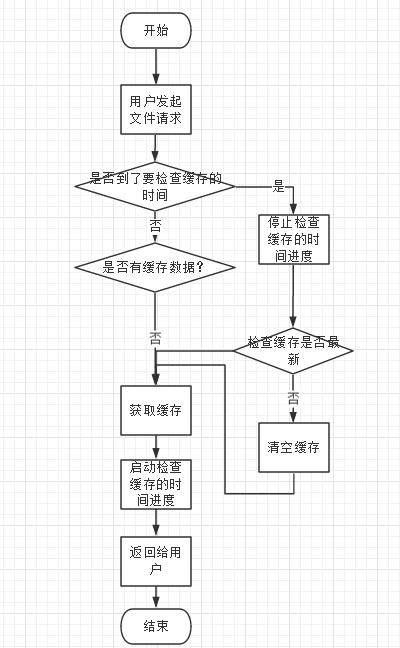 开始
用户发起
文件请求
是否到了要检查缓存的
时间
是
否
停止检查
缓存的时
间进度
是否有缓存数据?
否
检查缓存是否最
新
否
获取缓存
清空缓存
启动检查
缓存的时
间进度
返回给用
户
结束